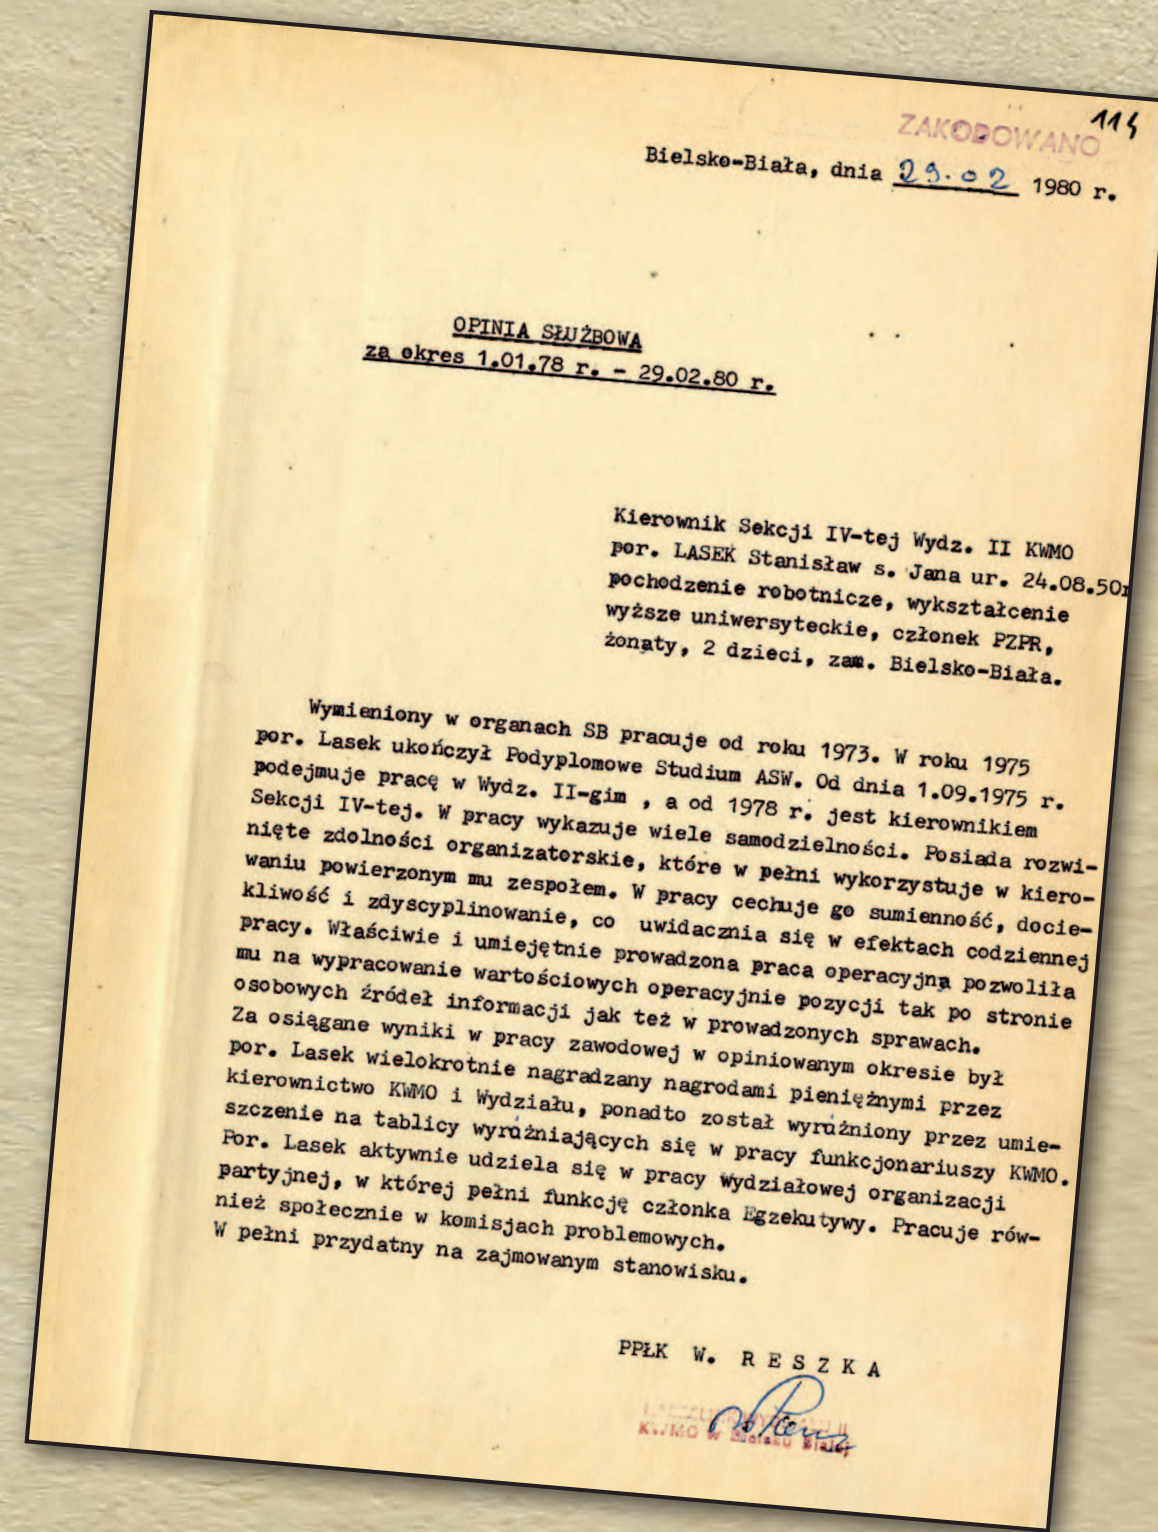 114
ZAKODOWANO
Bielsko-Biała, dnia 29.02 1980 r.
OPINIA SŁUŻBOWA
za okres 1.01.78 r. - 29.02.80 r.
Kierownik Sekcji IV-tej Wydz. II KWMO
por. LASEK Stanisław s. Jana ur. 24.08.50r
pochodzenie robotnicze, wykształcenie
wyższe uniwersyteckie, członek PZPR,
żonaty, 2 dzieci, zam. Bielsko-Biała.
Wymieniony w organach SB pracuje od roku 1973. W roku 1975
por. Lasek ukończył Podyplomowe Studium ASW. Od dnia 1.09.1975 r.
podejmuje pracę w Wydz. II-gim , a od 1978 r. jest kierownikiem
Sekcji IV-tej. W pracy wykazuje wiele samodzielności. Posiada rozwi-
nięte zdolności organizatorskie, które w pełni wykorzystuje w kiero-
waniu powierzonym mu zespołem. W pracy cechuje go sumienność, docie-
kliwość i zdyscyplinowanie, co uwidacznia się w efektach codziennej
pracy. Właściwie i umiejętnie prowadzona praca operacyjna pozwoliła
mu na wypracowanie wartościowych operacyjnie pozycji tak po stronie
osobowych źródeł informacji jak też w prowadzonych sprawach.
Za osiągane wyniki w pracy zawodowej w opiniowanym okresie był
por. Lasek wielokrotnie nagradzany nagrodami pieniężnymi przez
kierownictwo KWMO i Wydziału, ponadto został wyróżniony przez umie-
szczenie na tablicy wyróżniających się w pracy funkcjonariuszy KWMO.
Por. Lasek aktywnie udziela się w pracy Wydziałowej organizacji
partyjnej, w której pełni funkcję członka Egzekutywy. Pracuje rów-
nież społecznie w komisjach problemowych.
W pełni przydatny na zajmowanym stanowisku.
PPŁK W. RESZKA
KWMO w Bielsku Białej